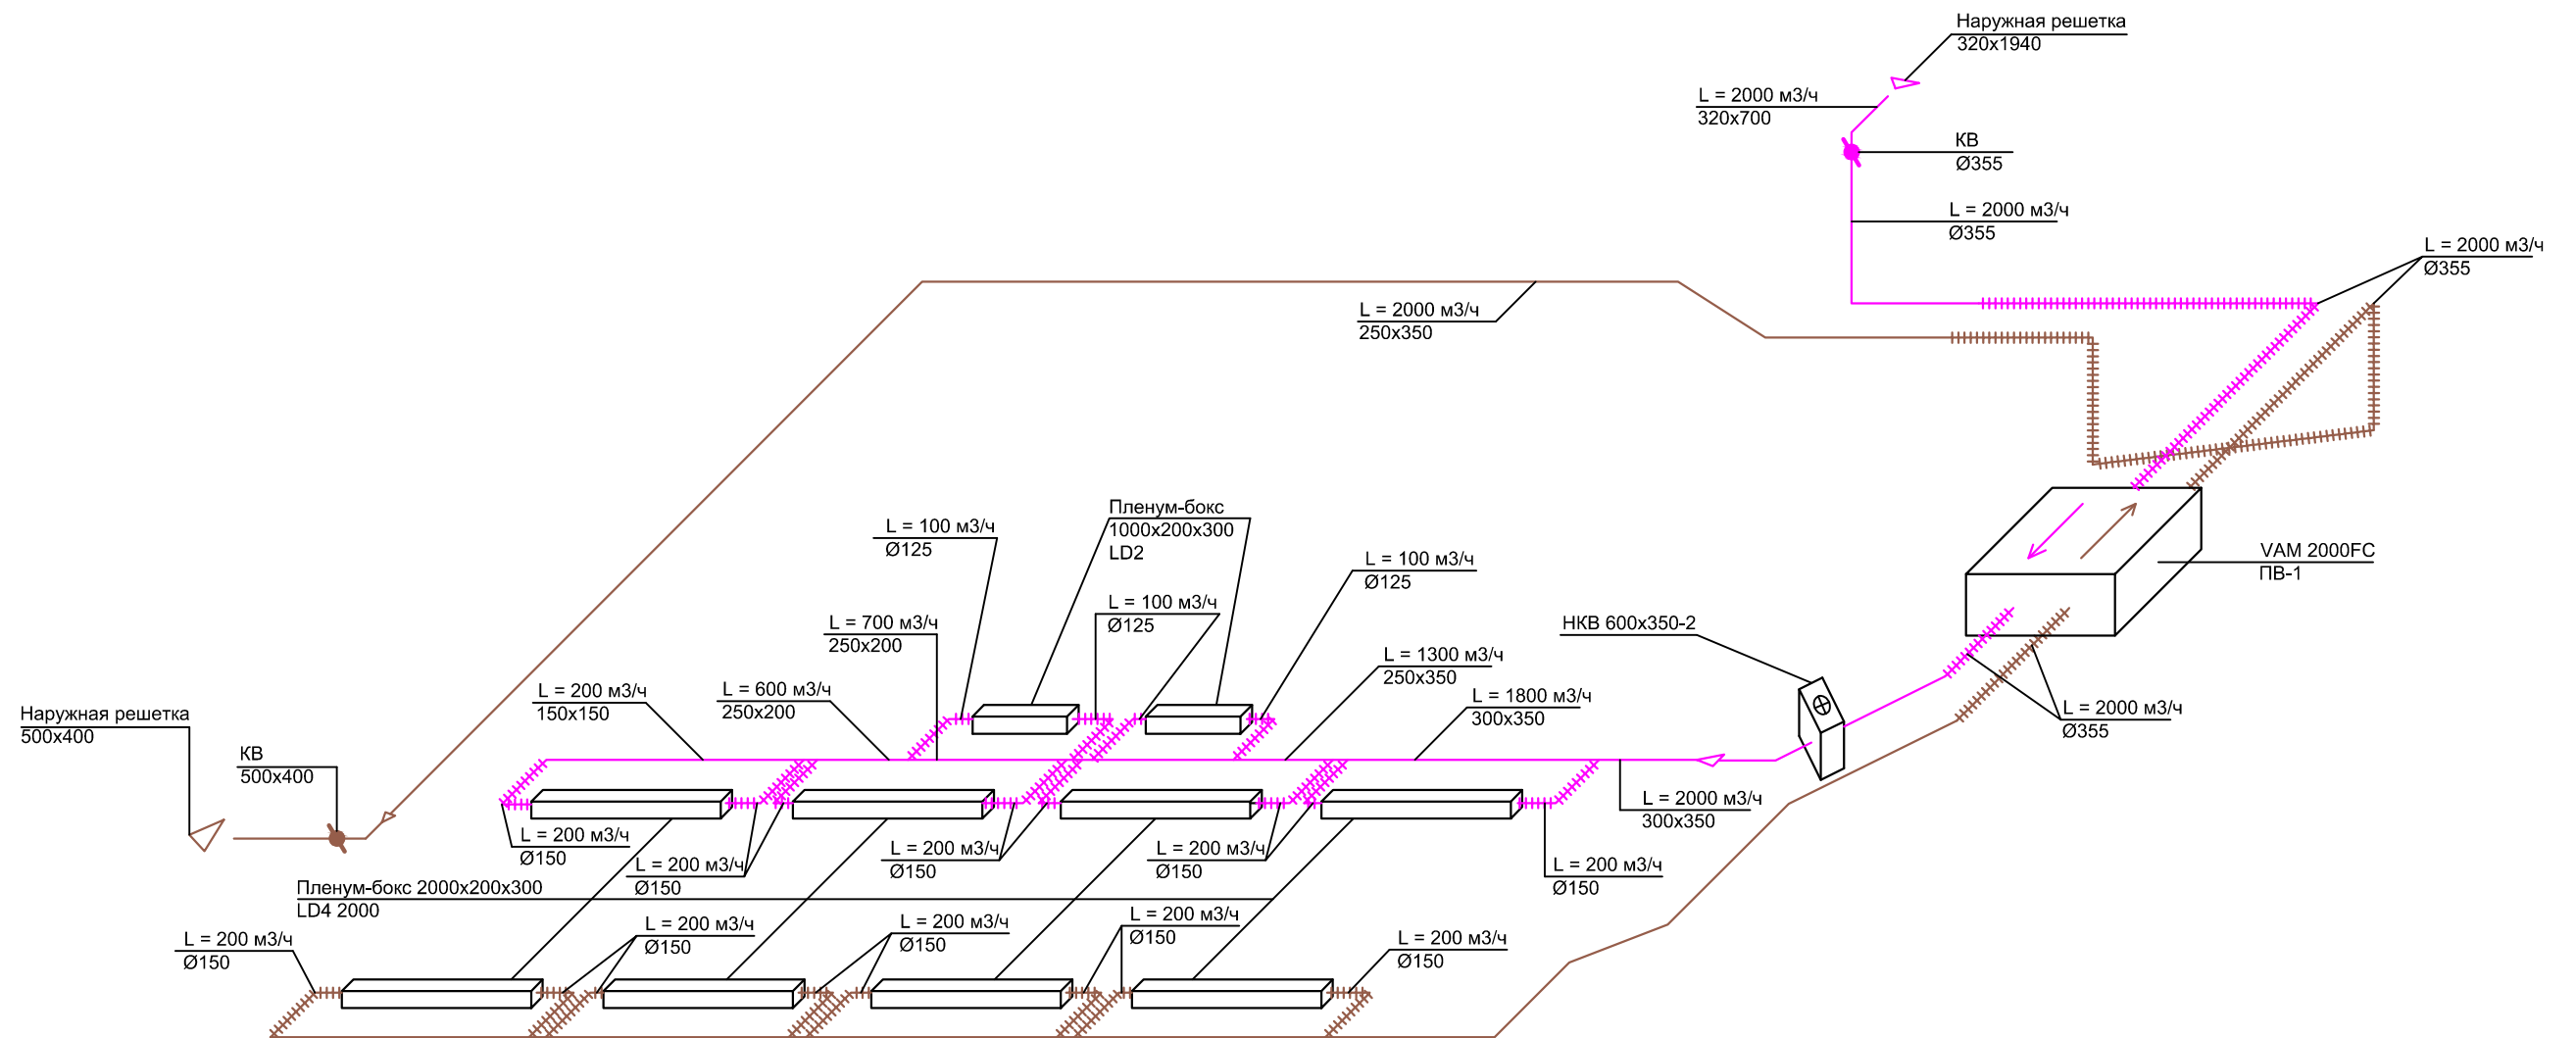 Наружная решетка
320x1940
L = 2000 м3/ч
320x700
КВ
Ø355
L = 2000 м3/ч
Ø355
L = 2000 м3/ч
Ø355
L = 2000 м3/ч
250x350
Пленум-бокс
1000x200x300
LD2
L = 100 м3/ч
Ø125
L = 100 м3/ч
Ø125
VAM 2000FC
ПВ-1
L = 100 м3/ч
Ø125
L = 700 м3/ч
250x200
НКВ 600x350-2
L = 1300 м3/ч
250x350
L = 200 м3/ч
150x150
L = 600 м3/ч
250x200
L = 1800 м3/ч
300x350
Наружная решетка
500x400
L = 2000 м3/ч
Ø355
КВ
500x400
L = 2000 м3/ч
300x350
L = 200 м3/ч
Ø150
L = 200 м3/ч
Ø150
L = 200 м3/ч
Ø150
L = 200 м3/ч
Ø150
L = 200 м3/ч
Ø150
Пленум-бокс 2000x200x300
LD4 2000
L = 200 м3/ч
Ø150
L = 200 м3/ч
Ø150
L = 200 м3/ч
Ø150
L = 200 м3/ч
Ø150
L = 200 м3/ч
Ø150